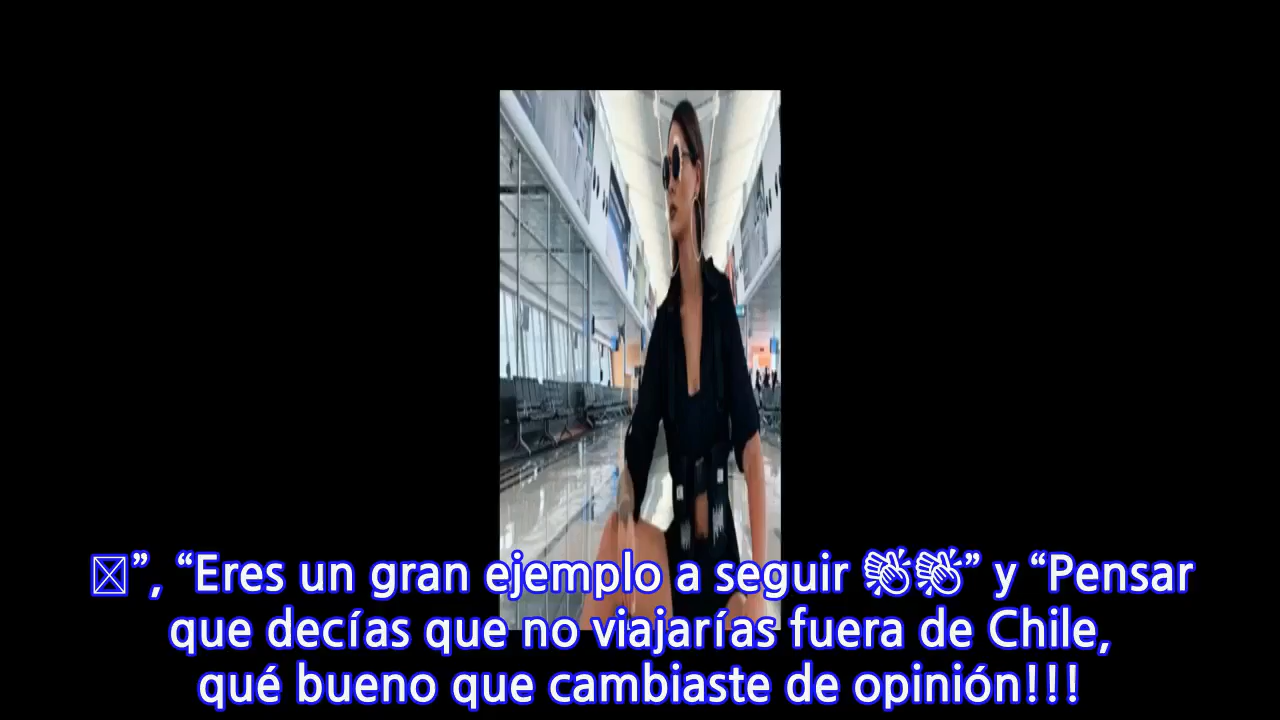 ”, “Eres un gran ejemplo a seguir 👏👏” y “Pensar
que decías que no viajarías fuera de Chile,
qué bueno que cambiaste de opinión!!!